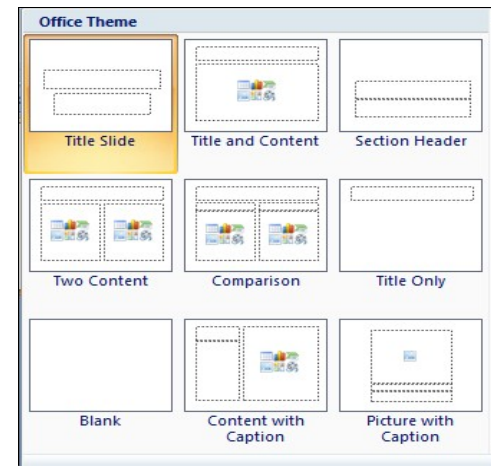 Office Theme
Title Slide
Title and Content
Section Header
Two Content
Comparison
Title Only
Blank
Content with
Caption
Picture with
Caption